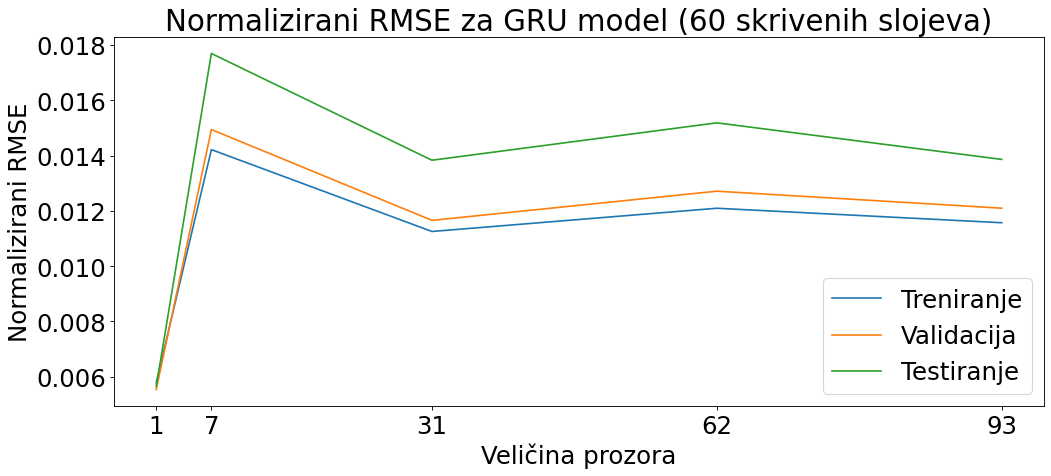 Normalizirani RMSE za GRU model (60 skrivenih slojeva)
Normalizirani RMSE
0.018
0.016
0.014
0.012
0.010
0.008
0.006
Treniranje
Validacija
Testiranje
1 7 31 62 93
Veličina prozora